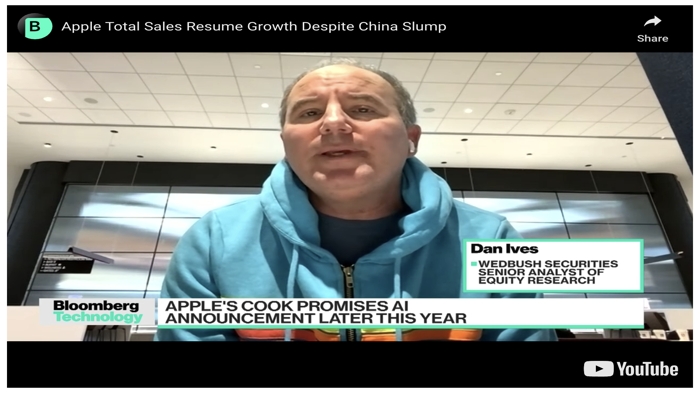 B
Apple Total Sales Resume Growth Despite China Slump
Share
Dan Ives
WEDBUSH SECURITIES
SENIOR ANALYST OF
EQUITY RESEARCH
Bloomberg
Technology
APPLE'S COOK PROMISES AI
ANNOUNCEMENT LATER THIS YEAR
YouTube